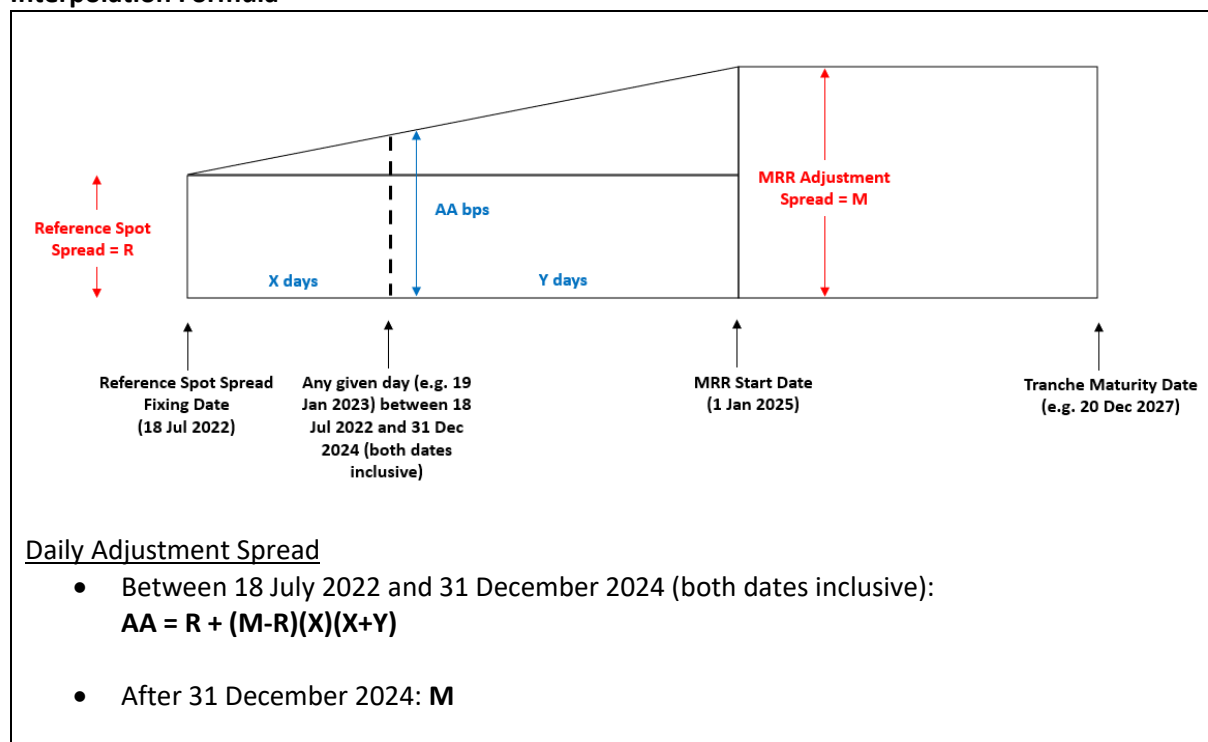 Interpolation Formula
MRR Adjustment
Spread = M
AA bps
Reference Spot
Spread = R
X days
Y days
Reference Spot Spread
Fixing Date
(18 Jul 2022)
Any given day (e.g. 19
Jan 2023) between 18
Jul 2022 and 31 Dec
2024 (both dates
inclusive)
MRR Start Date
(1 Jan 2025)
Tranche Maturity Date
(e.g. 20 Dec 2027)
Daily Adjustment Spread
• Between 18 July 2022 and 31 December 2024 (both dates inclusive):
AA = R + (M-R)(X)(X+Y)
• After 31 December 2024: M